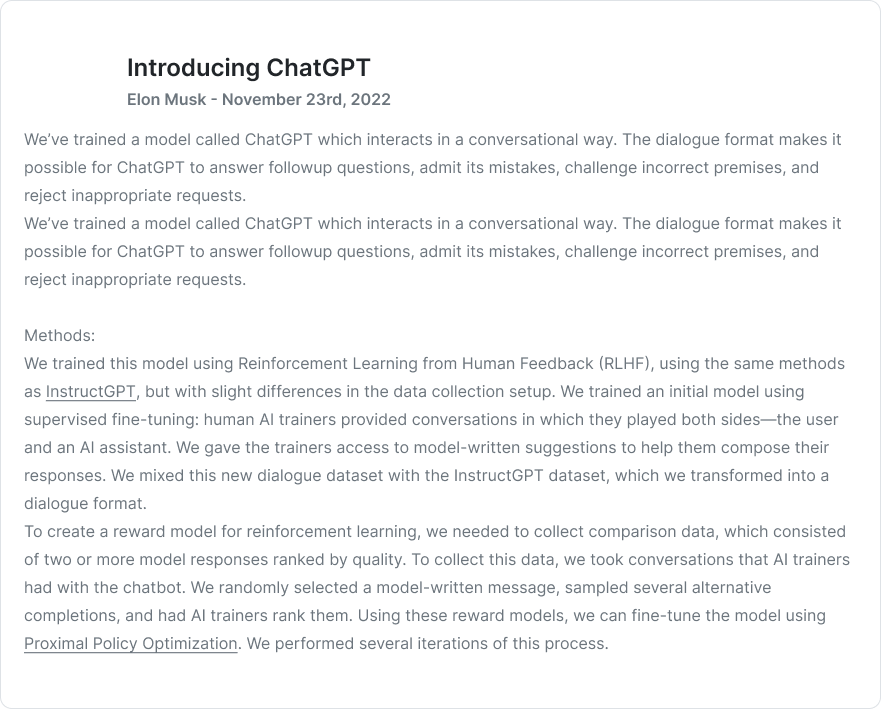 Introducing ChatGPT
Elon Musk - November 23rd, 2022
We’ve trained a model called ChatGPT which interacts in a conversational way. The dialogue format makes it
possible for ChatGPT to answer followup questions, admit its mistakes, challenge incorrect premises, and
reject inappropriate requests.
We’ve trained a model called ChatGPT which interacts in a conversational way. The dialogue format makes it
possible for ChatGPT to answer followup questions, admit its mistakes, challenge incorrect premises, and
reject inappropriate requests.
Methods:
We trained this model using Reinforcement Learning from Human Feedback (RLHF), using the same methods
as InstructGPT, but with slight differences in the data collection setup. We trained an initial model using
supervised fine-tuning: human AI trainers provided conversations in which they played both sides—the user
and an AI assistant. We gave the trainers access to model-written suggestions to help them compose their
responses. We mixed this new dialogue dataset with the InstructGPT dataset, which we transformed into a
dialogue format.
To create a reward model for reinforcement learning, we needed to collect comparison data, which consisted
of two or more model responses ranked by quality. To collect this data, we took conversations that AI trainers
had with the chatbot. We randomly selected a model-written message, sampled several alternative
completions, and had AI trainers rank them. Using these reward models, we can fine-tune the model using
Proximal Policy Optimization. We performed several iterations of this process.